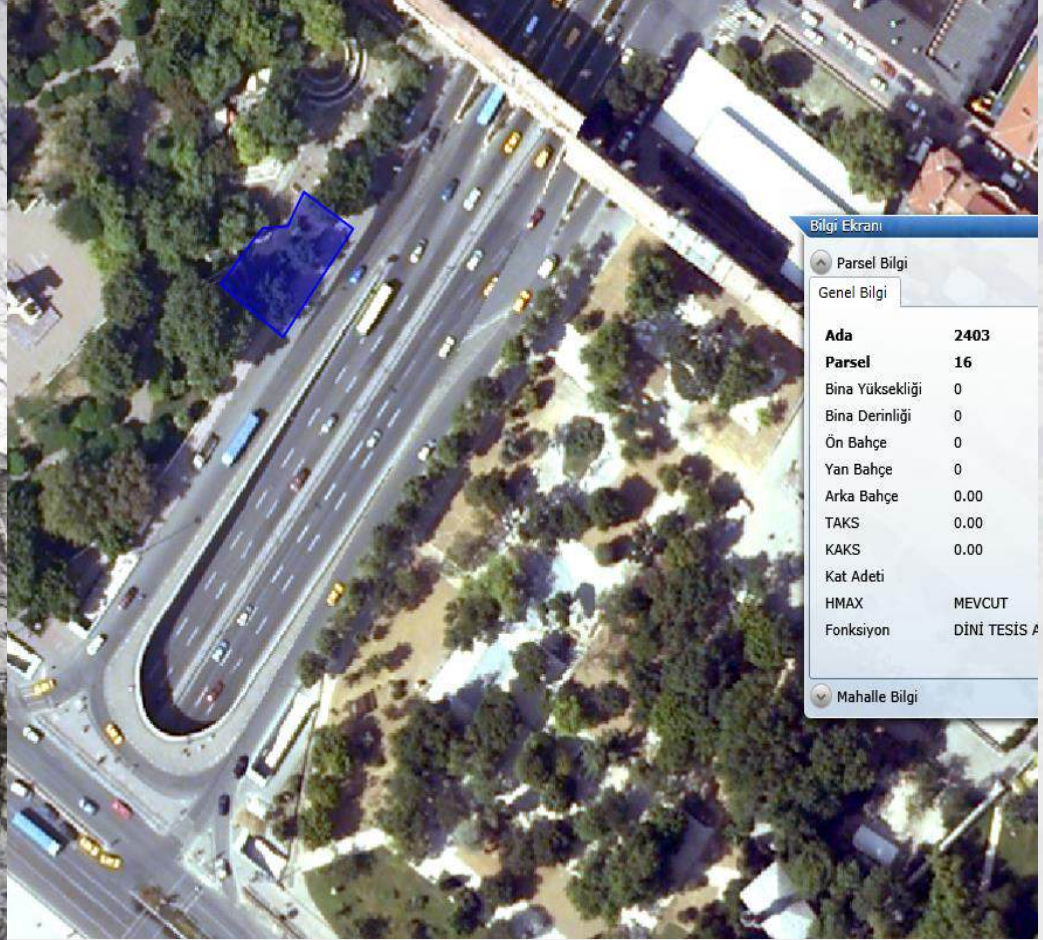 Bilgi Ekranı
Parsel Bilgi
Genel Bilgi
Ada 2403
Parsel 16
Bina Yüksekliği 0
Bina Derinliği 0
Ön Bahçe 0
Yan Bahçe 0
Arka Bahçe 0.00
TAKS 0.00
KAKS 0.00
Kat Adeti
HMAX MEVCUT
Fonksiyon DİNİ TESİS A
Mahalle Bilgi